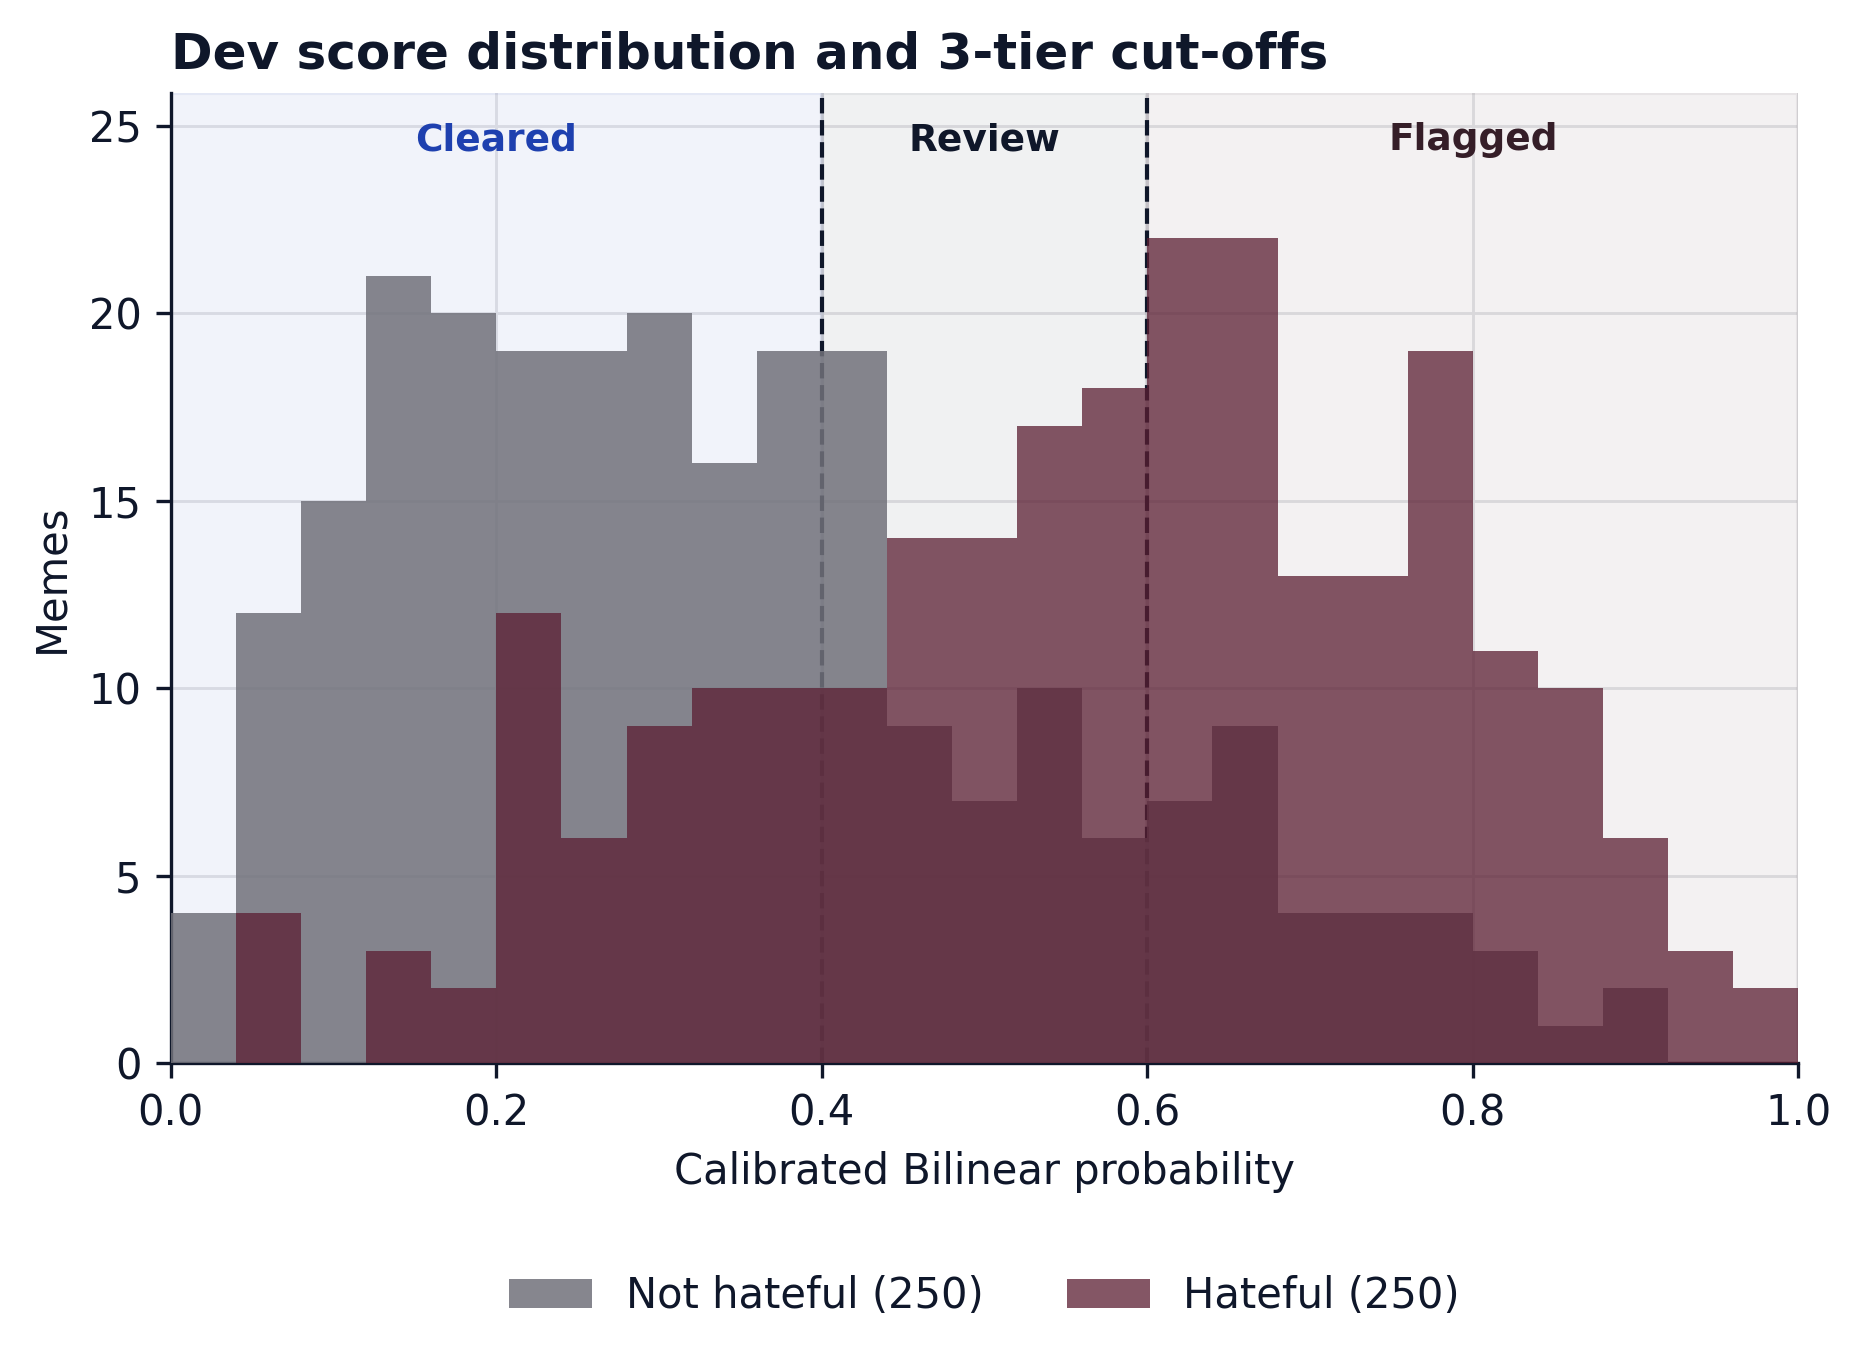 Dev score distribution and 3-tier cut-offs
Cleared
Review
Flagged
25
20
15
10
5
0
Memes
0.0 0.2 0.4 0.6 0.8 1.0
Calibrated Bilinear probability
Not hateful (250) Hateful (250)